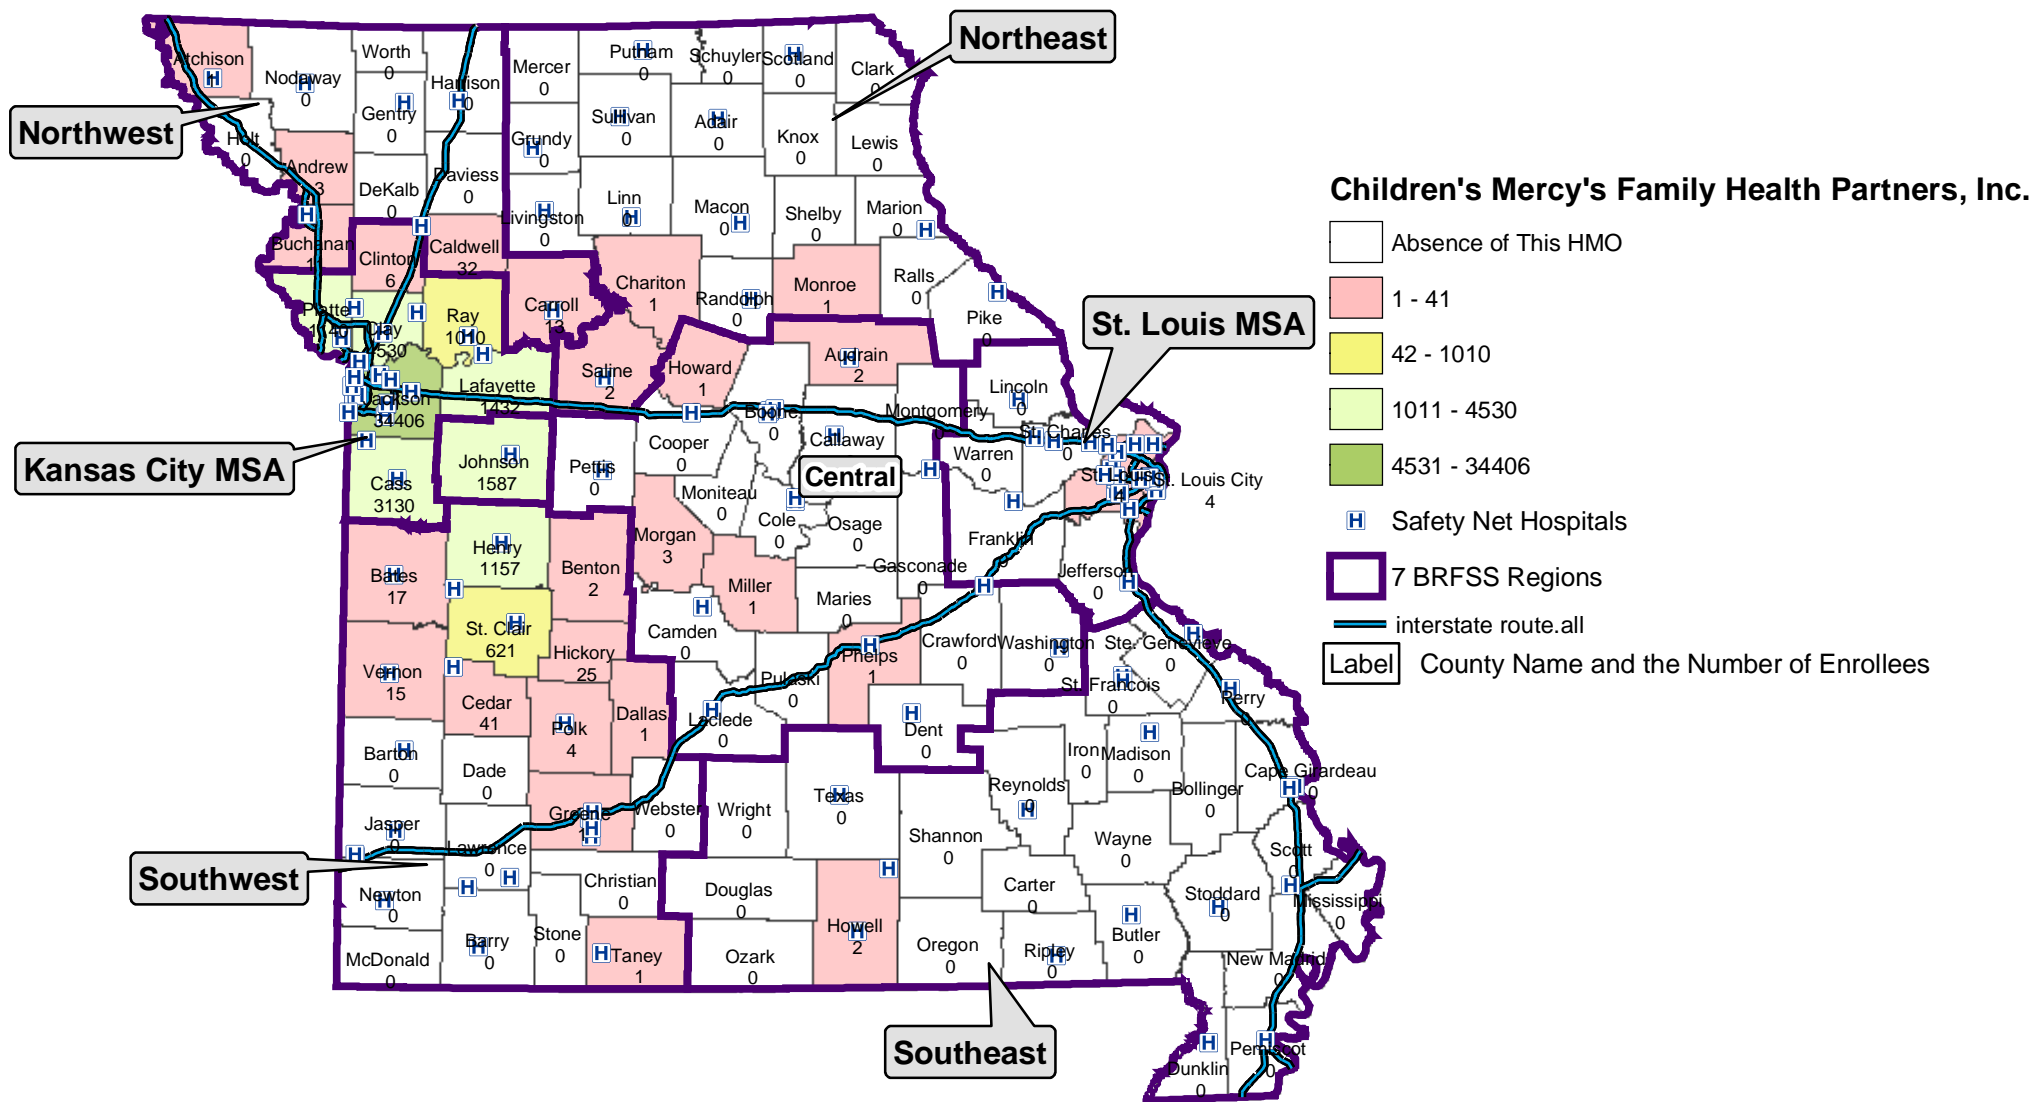 Northeast
Northwest
St. Louis MSA
Kansas City MSA
Central
Southwest
Southeast
Atchison
Nodaway
0
Worth
0
Harrison
0
Mercer
0
Putnam
0
Schuyler
0
Scotland
0
Clark
0
Gentry
0
Holt
0
Andrew
3
DeKalb
0
Daviess
0
Grundy
0
Sullivan
0
Adair
0
Knox
0
Lewis
0
Buchanan
Clinton
6
Caldwell
32
Livingston
0
Linn
0
Macon
0
Shelby
0
Marion
0
Platte
Clay
4530
Ray
1010
Carroll
13
Chariton
1
Randolph
0
Monroe
1
Ralls
0
Pike
0
Jackson
34406
Lafayette
1432
Saline
2
Howard
1
Boone
0
Audrain
2
Callaway
Montgomery
0
Lincoln
0
St. Charles
0
Warren
0
St. Louis
St. Louis City
4
Cass
3130
Johnson
1587
Pettis
0
Cooper
0
Moniteau
0
Cole
0
Osage
0
Gasconade
0
Franklin
Jefferson
0
Bates
17
Henry
1157
Benton
2
Morgan
3
Miller
1
Maries
0
Camden
0
Vernon
15
St. Clair
621
Hickory
25
Cedar
41
Polk
4
Dallas
1
Laclede
0
Pulaski
0
Phelps
1
Crawford
0
Washington
0
Ste. Genevieve
0
St. Francois
0
Perry
0
Dent
0
Iron
0
Madison
0
Barton
0
Dade
0
Greene
Webster
0
Wright
0
Texas
0
Shannon
0
Reynolds
0
Bollinger
0
Cape Girardeau
0
Wayne
0
Jasper
0
Lawrence
0
Newton
0
Christian
0
Douglas
0
Howell
2
Carter
0
Stoddard
0
Scott
0
Mississippi
0
McDonald
0
Barry
0
Stone
0
Taney
1
Ozark
0
Oregon
0
Ripley
0
Butler
0
New Madrid
0
Dunklin
0
Pemiscot
0
Children's Mercy's Family Health Partners, Inc.
Absence of This HMO
1 - 41
42 - 1010
1011 - 4530
4531 - 34406
H Safety Net Hospitals
7 BRFSS Regions
interstate route.all
Label County Name and the Number of Enrollees